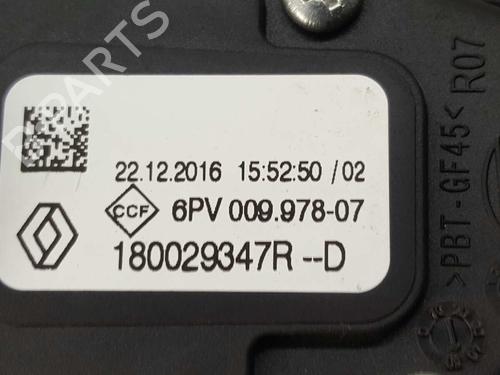 22.12.2016 15:52:50 /02
CCF 6PV 009.978-07
180029347R --D
>PBT-GF45< R07
B-PARTS